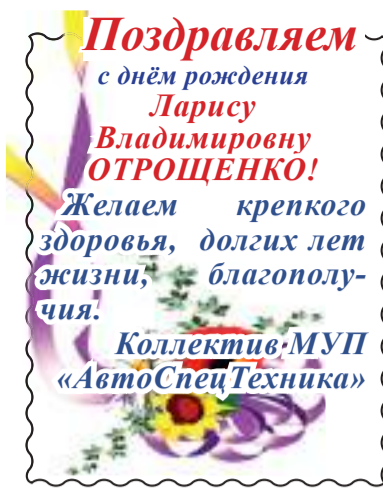 Поздравляем
с днём рождения
Ларису
Владимировну
ОТРОЩЕНКО!
Желаем крепкого
здоровья, долгих лет
жизни, благополу-
чия.
Коллектив МУП
«АвтоСпецТехника»